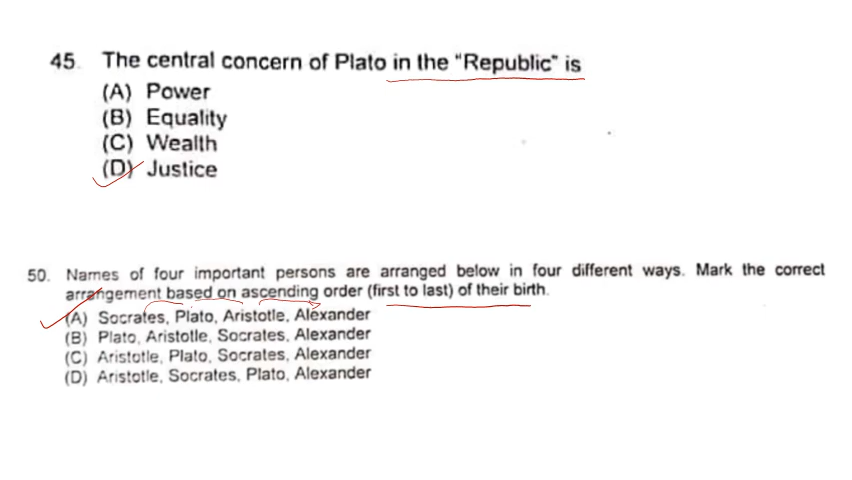 45. The central concern of Plato in the "Republic" is
(A) Power
(B) Equality
(C) Wealth
(D) Justice
50. Names of four important persons are arranged below in four different ways. Mark the correct
arrangement based on ascending order (first to last) of their birth.
(A) Socrates, Plato, Aristotle, Alexander
(B) Plato, Aristotle, Socrates, Alexander
(C) Aristotle, Plato, Socrates, Alexander
(D) Aristotle, Socrates, Plato, Alexander